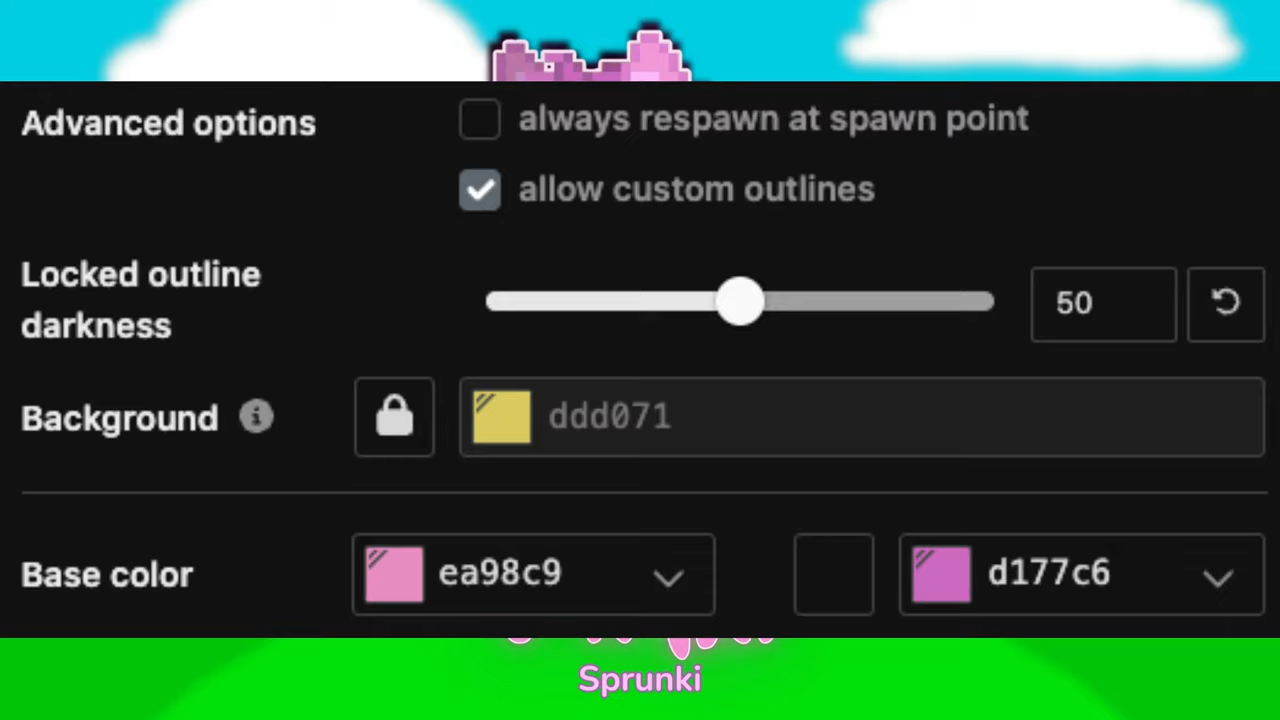 Advanced options
always respawn at spawn point
allow custom outlines
Locked outline
darkness
50
Background
ddd071
Base color
ea98c9
d177c6
Sprunki